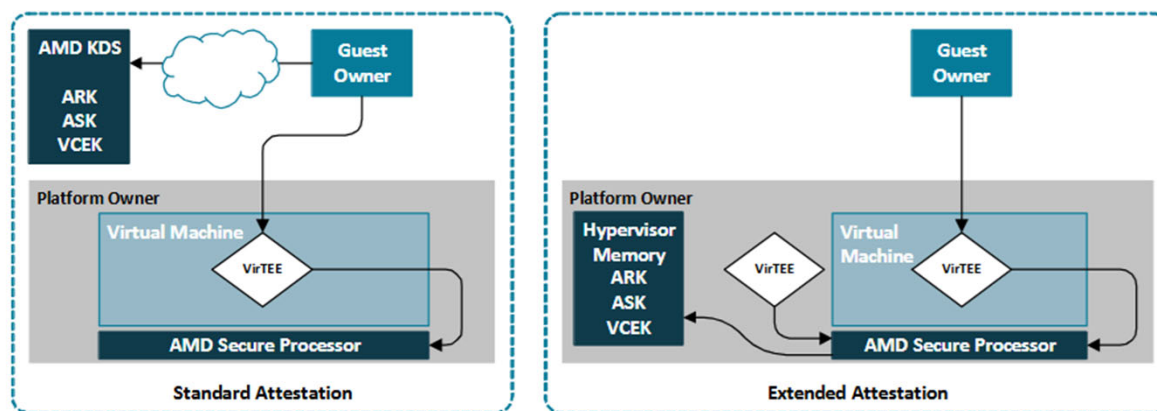 AMD KDS
ARK
ASK
VCEK
Guest
Owner
Platform Owner
Virtual Machine
VirTEE
AMD Secure Processor
Standard Attestation
Guest
Owner
Platform Owner
Hypervisor
Memory
ARK
ASK
VCEK
VirTEE
Virtual
Machine
VirTEE
AMD Secure Processor
Extended Attestation